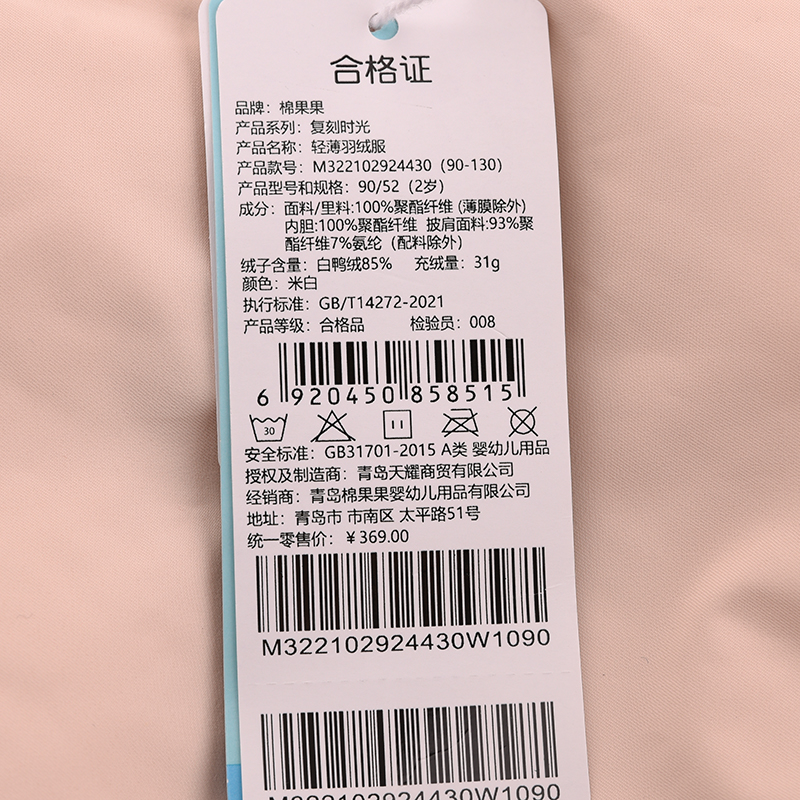 合格证
品牌：棉果果
产品系列：复刻时光
产品名称：轻薄羽绒服
产品款号：M322102924430（90-130）
产品型号和规格：90/52（2岁）
成分：面料/里料:100%聚酯纤维 (薄膜除外)
内胆:100%聚酯纤维 披肩面料:93%聚
酯纤维7%氨纶（配料除外）
绒子含量：白鸭绒85% 充绒量：31g
颜色：米白
执行标准：GB/T14272-2021
产品等级：合格品 检验员：008
6 920450 858515
30
安全标准：GB31701-2015 A类 婴幼儿用品
授权及制造商：青岛天耀商贸有限公司
经销商：青岛棉果果婴幼儿用品有限公司
地址：青岛市 市南区 太平路51号
统一零售价：￥369.00
M322102924430W1090
M322102924430W1090